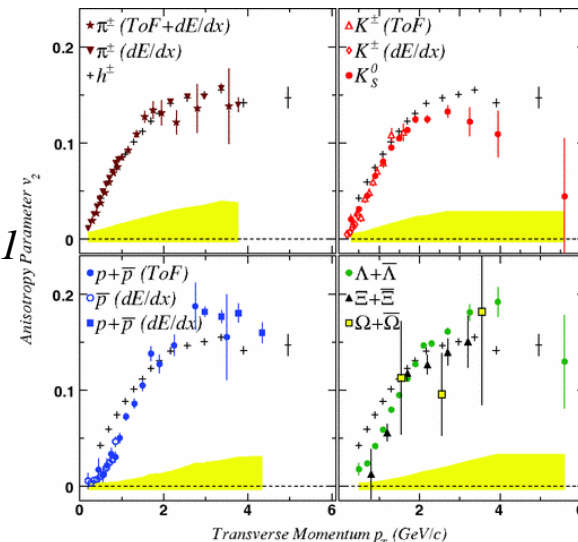 0.2
π± (ToF+dE/dx)
π± (dE/dx)
h±
0.1
0
K± (ToF)
K± (dE/dx)
K⁰S
1
Anisotropy Parameter v₂
0.2
p+p̅ (ToF)
p̅ (dE/dx)
p+p̅ (dE/dx)
0.1
0
Λ+Λ̅
Ξ+Ξ̅
Ω+Ω̅
0 2 4 0 2 4 6
Transverse Momentum pT (GeV/c)